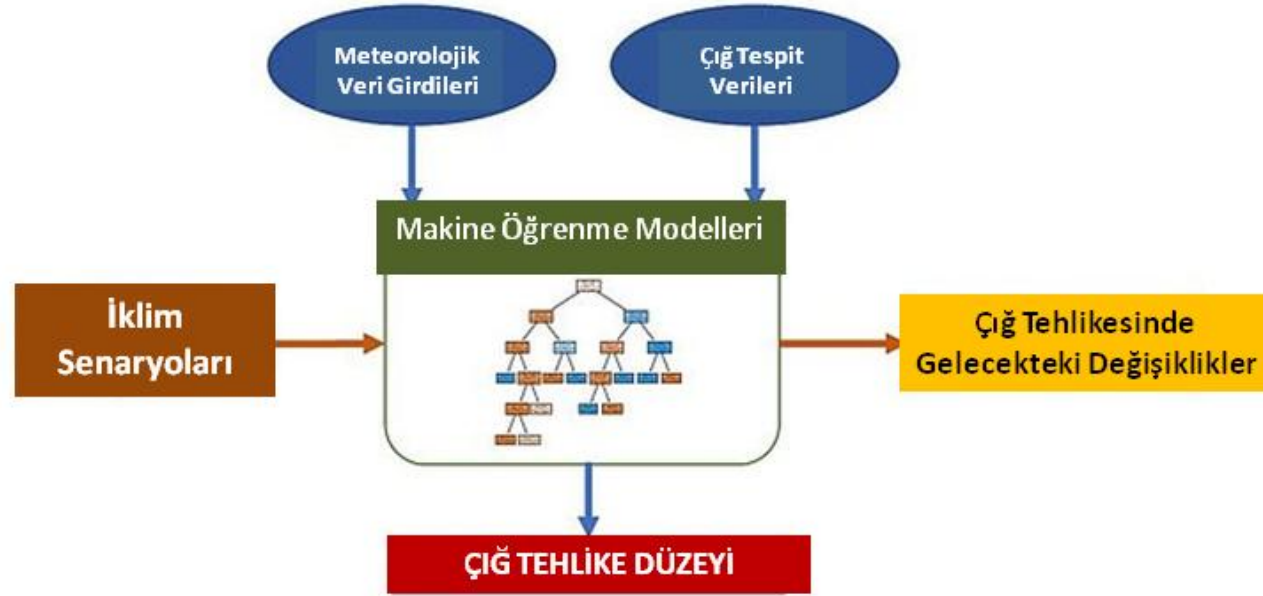 Meteorolojik
Veri Girdileri
Çığ Tespit
Verileri
Makine Öğrenme Modelleri
İklim
Senaryoları
Çığ Tehlikesinde
Gelecekteki Değişiklikler
ÇIĞ TEHLİKE DÜZEYİ